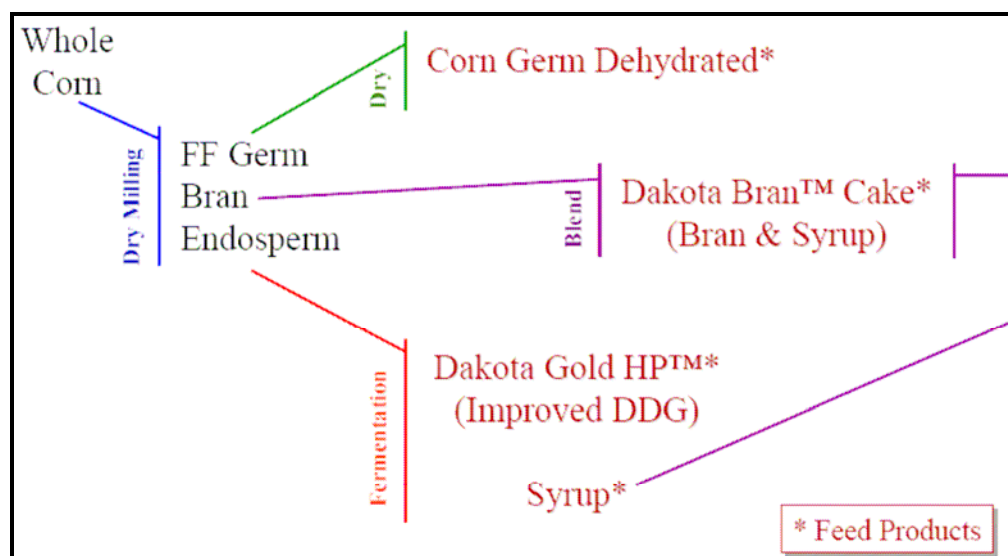 Whole
Corn
Dry Milling
FF Germ
Bran
Endosperm
Dry
Corn Germ Dehydrated*
Blend
Dakota Bran™ Cake*
(Bran & Syrup)
Fermentation
Dakota Gold HP™*
(Improved DDG)
Syrup*
* Feed Products